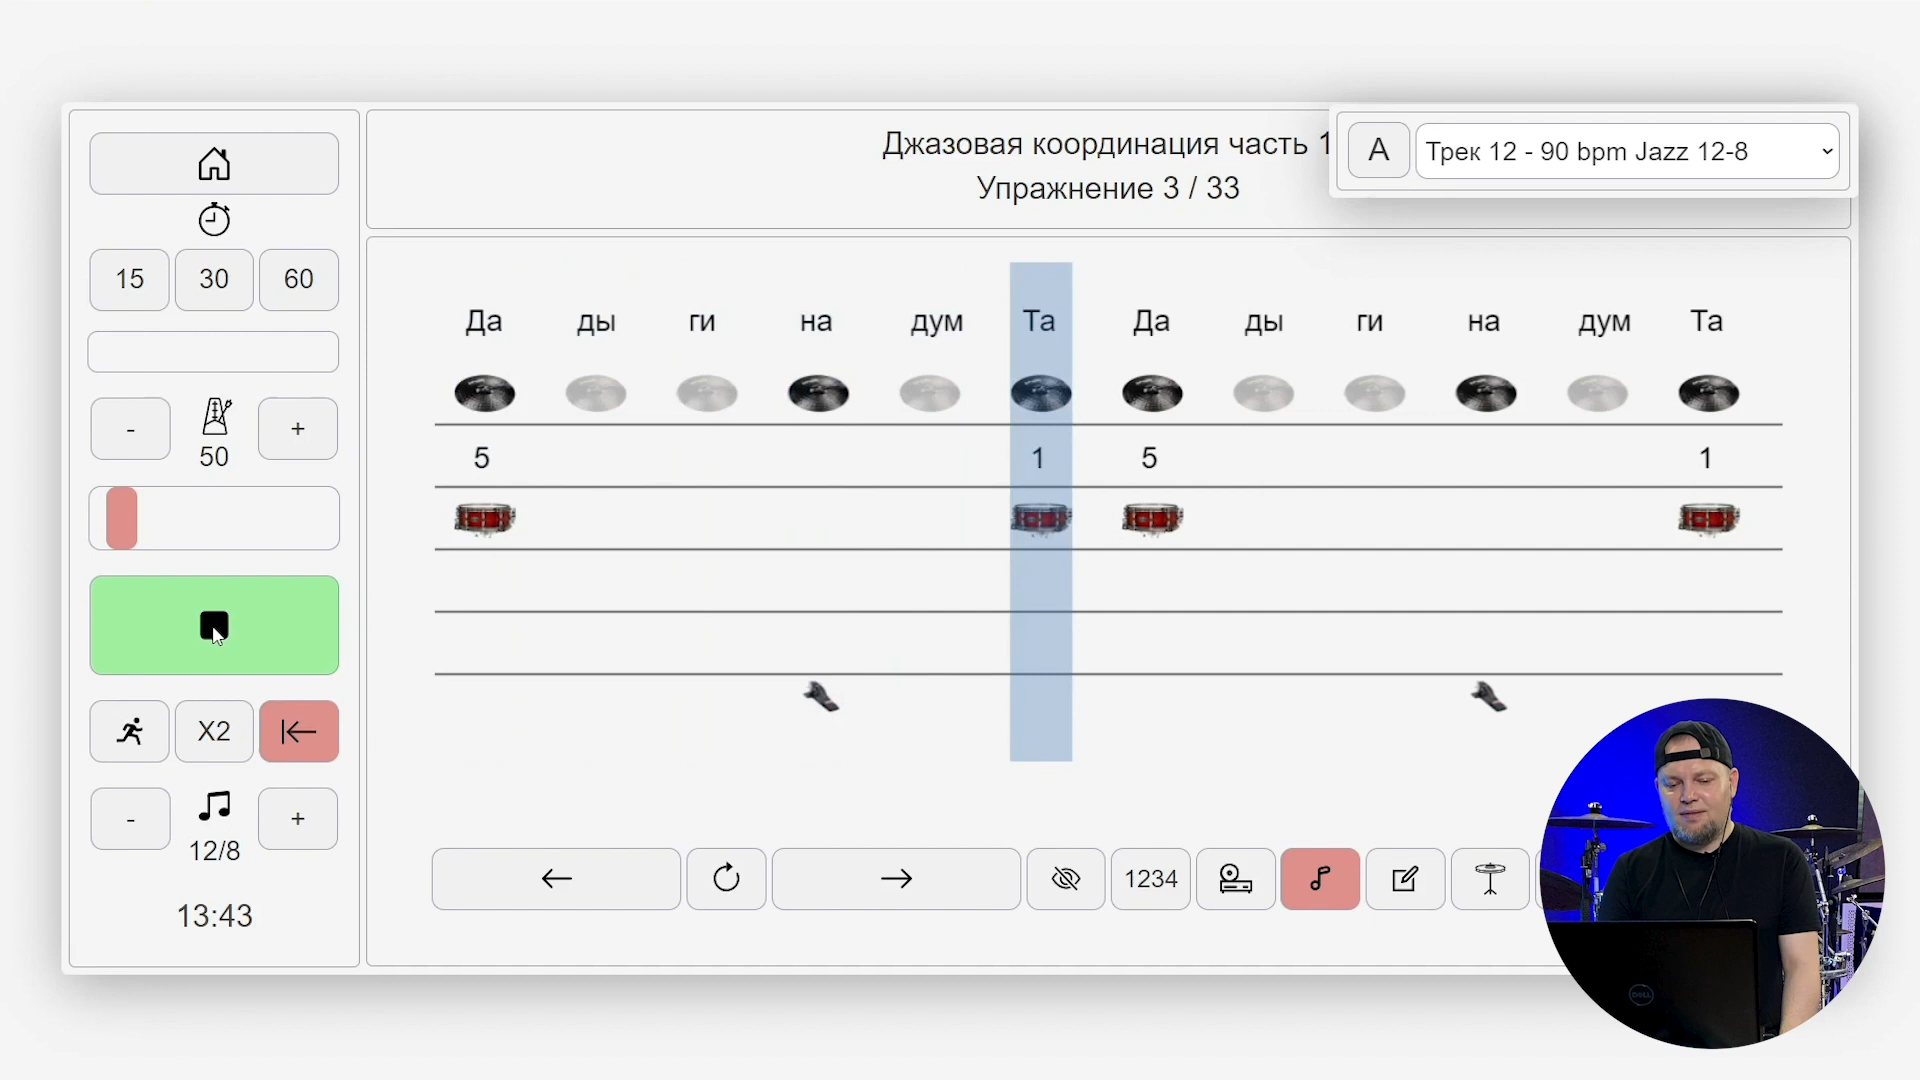 Джазовая координация часть 1
Упражнение 3 / 33
A
Трек 12 - 90 bpm Jazz 12-8
15 30 60
- 50 +
X2
- 12/8 +
13:43
Да ды ги на дум Та Да ды ги на дум Та
5 1 5 1
1234
DELL